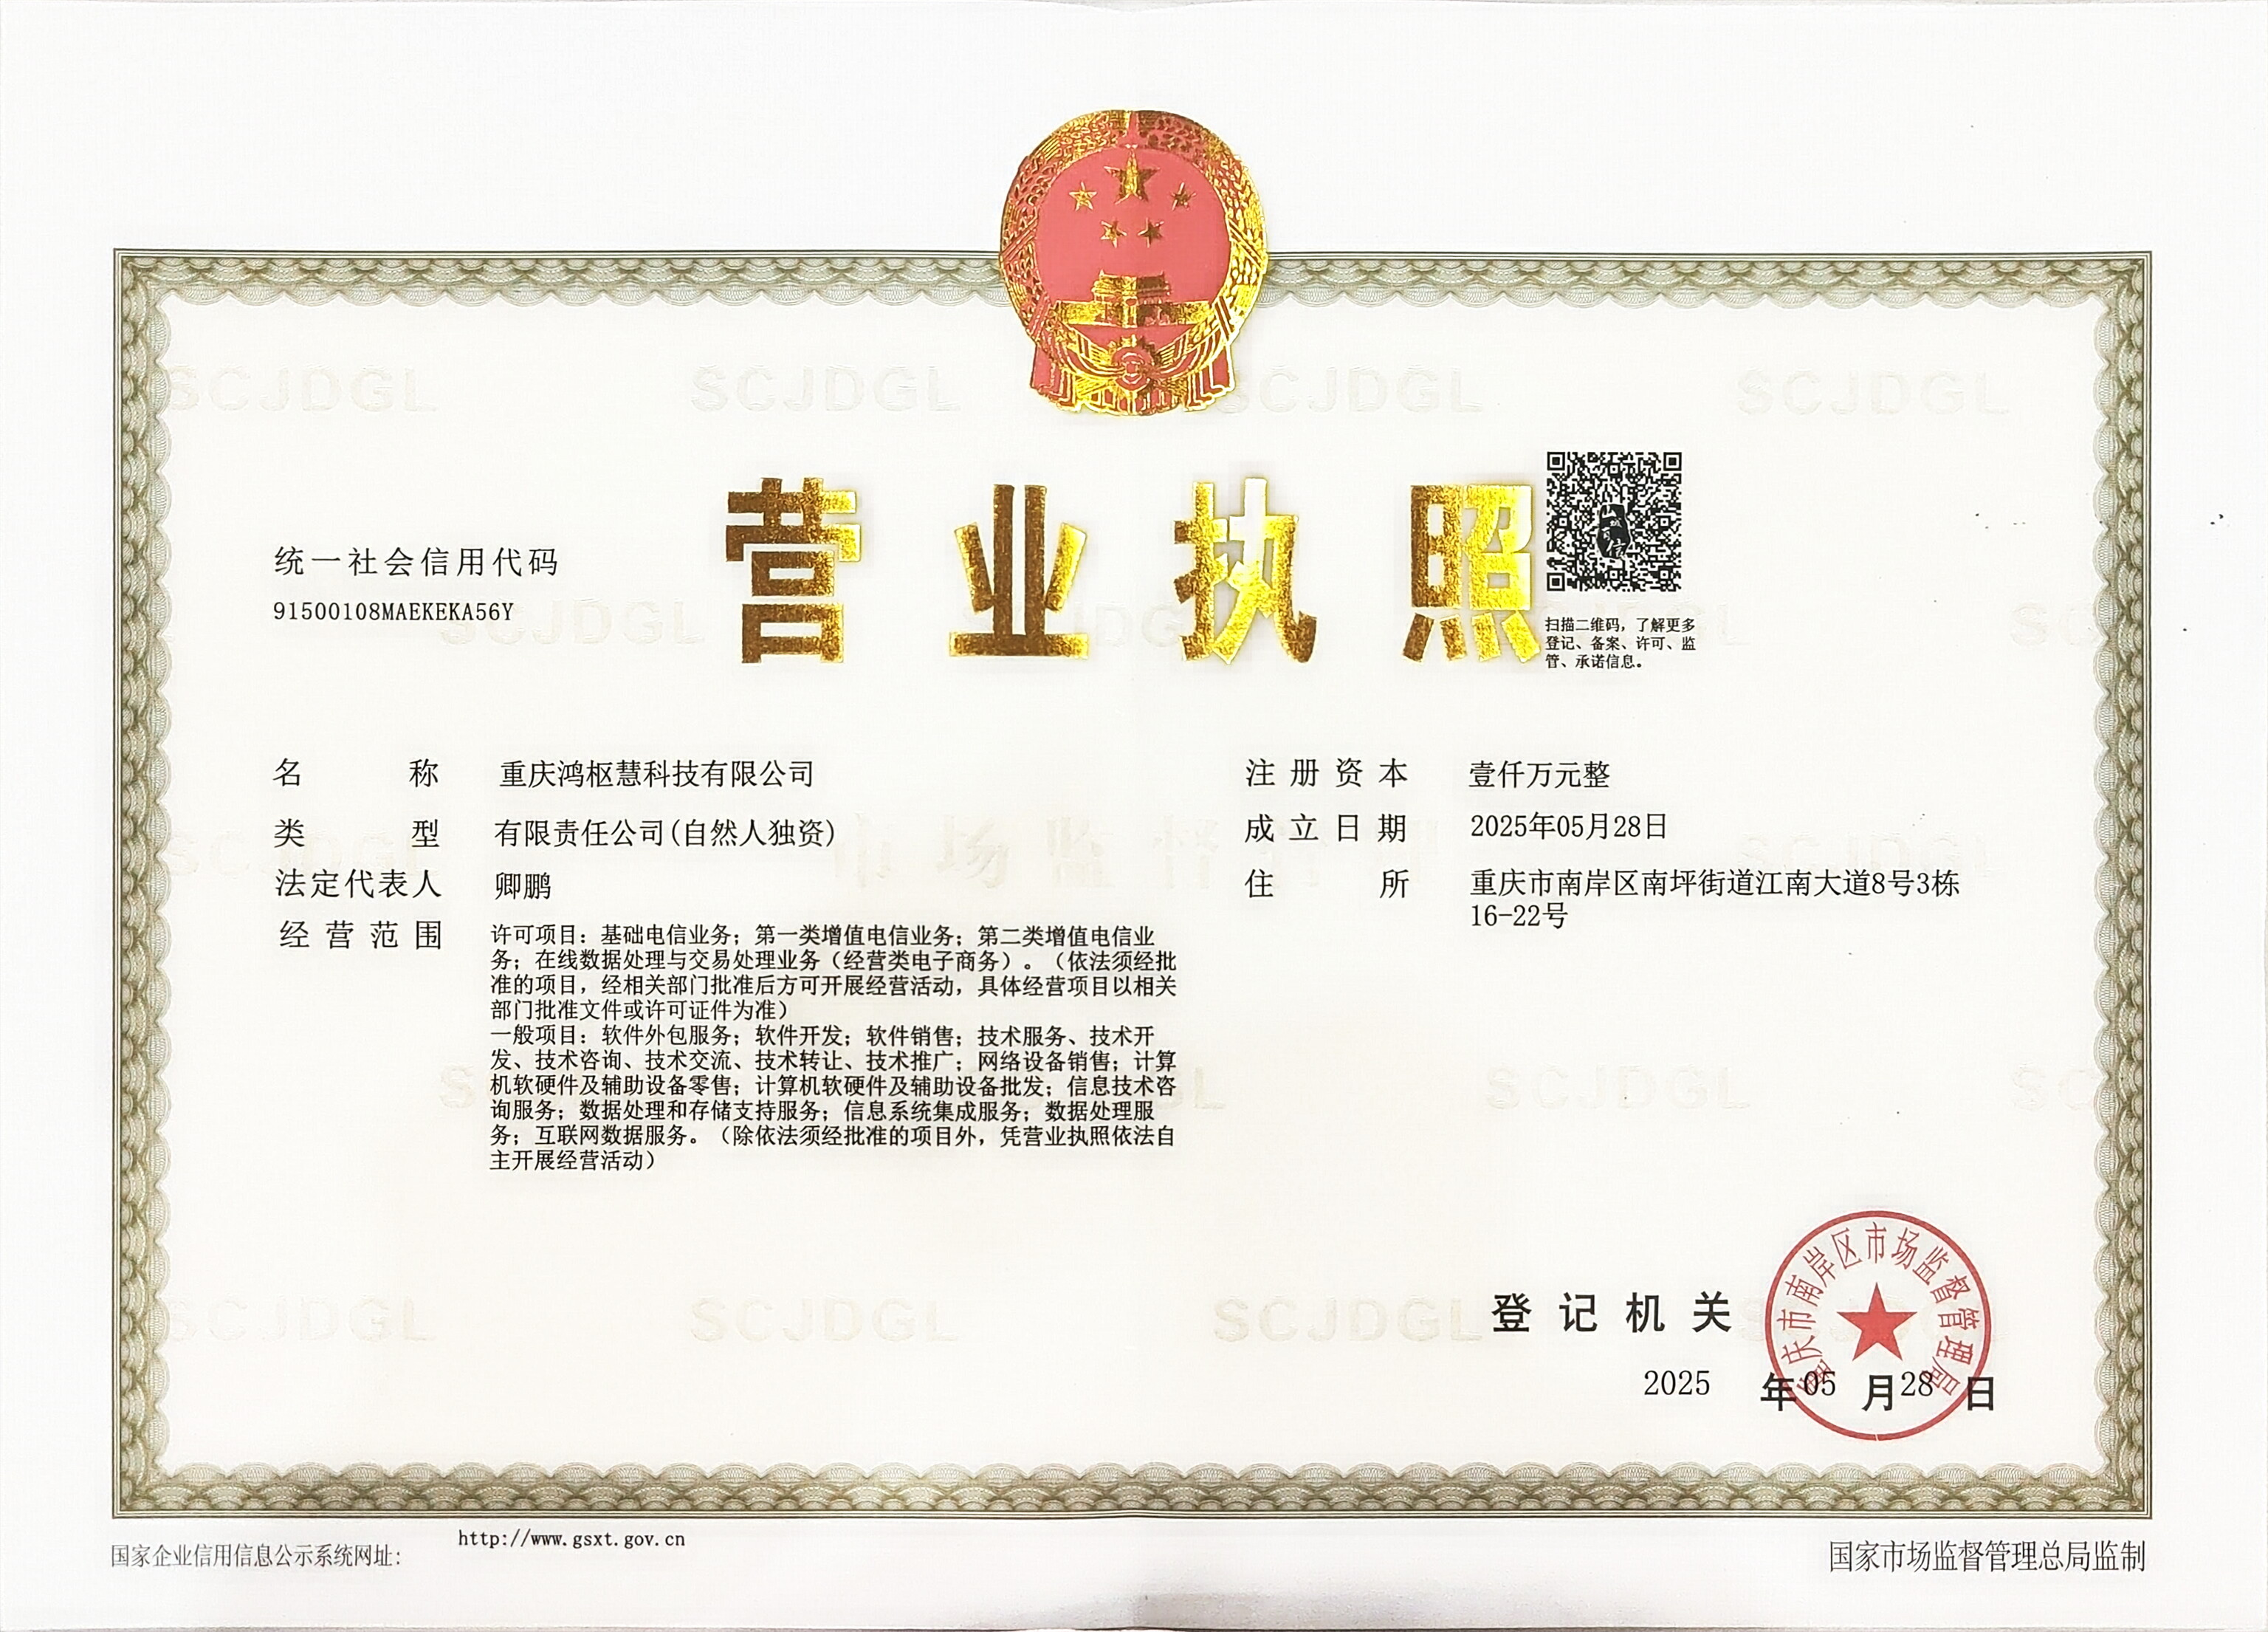 营业执照
统一社会信用代码
91500108MAEKEKA56Y
扫描二维码，了解更多
登记、备案、许可、监
管、承诺信息。
名称 重庆鸿枢慧科技有限公司
类型 有限责任公司(自然人独资)
法定代表人 卿鹏
经营范围 许可项目：基础电信业务；第一类增值电信业务；第二类增值电信业
务；在线数据处理与交易处理业务（经营类电子商务）。（依法须经批
准的项目，经相关部门批准后方可开展经营活动，具体经营项目以相关
部门批准文件或许可证件为准）
一般项目：软件外包服务；软件开发；软件销售；技术服务、技术开
发、技术咨询、技术交流、技术转让、技术推广；网络设备销售；计算
机软硬件及辅助设备零售；计算机软硬件及辅助设备批发；信息技术咨
询服务；数据处理和存储支持服务；信息系统集成服务；数据处理服
务；互联网数据服务。（除依法须经批准的项目外，凭营业执照依法自
主开展经营活动）
注册资本 壹仟万元整
成立日期 2025年05月28日
住所 重庆市南岸区南坪街道江南大道8号3栋
16-22号
登记机关
重庆市南岸区市场监督管理局
2025 年 05 月 28 日
国家企业信用信息公示系统网址： http://www.gsxt.gov.cn
国家市场监督管理总局监制
SCJDGL
SCJDGL
SCJDGL
SCJDGL
SCJDGL
SCJDGL
SCJDGL
SCJDGL
SCJDGL
市场监督管理